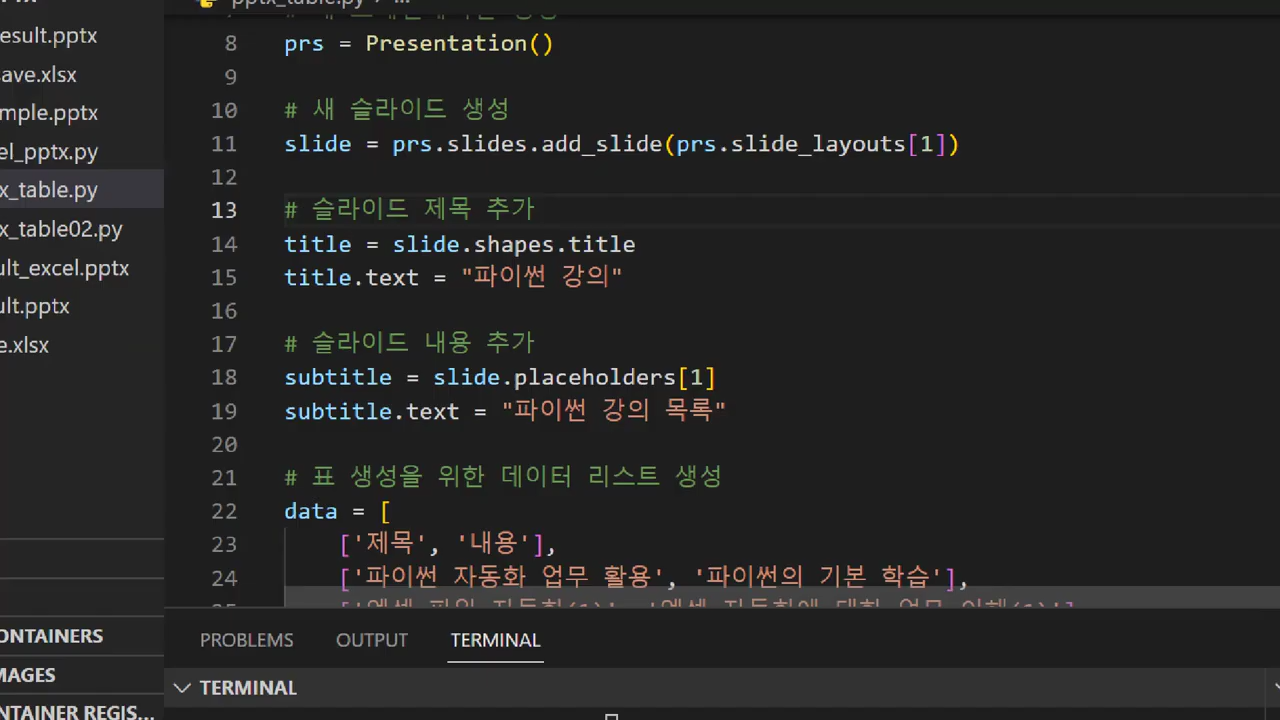 pptx_table.py
esult.pptx
ave.xlsx
mple.pptx
el_pptx.py
x_table.py
x_table02.py
ult_excel.pptx
ult.pptx
e.xlsx
ONTAINERS
MAGES
ONTAINER REGIS...
8 prs = Presentation()
9
10 # 새 슬라이드 생성
11 slide = prs.slides.add_slide(prs.slide_layouts[1])
12
13 # 슬라이드 제목 추가
14 title = slide.shapes.title
15 title.text = "파이썬 강의"
16
17 # 슬라이드 내용 추가
18 subtitle = slide.placeholders[1]
19 subtitle.text = "파이썬 강의 목록"
20
21 # 표 생성을 위한 데이터 리스트 생성
22 data = [
23 ['제목', '내용'],
24 ['파이썬 자동화 업무 활용', '파이썬의 기본 학습'],
PROBLEMS OUTPUT TERMINAL
TERMINAL